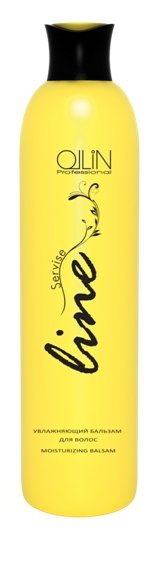 OLLiN
Professional
Servise
line
УВЛАЖНЯЮЩИЙ БАЛЬЗАМ
ДЛЯ ВОЛОС
MOISTURIZING BALSAM